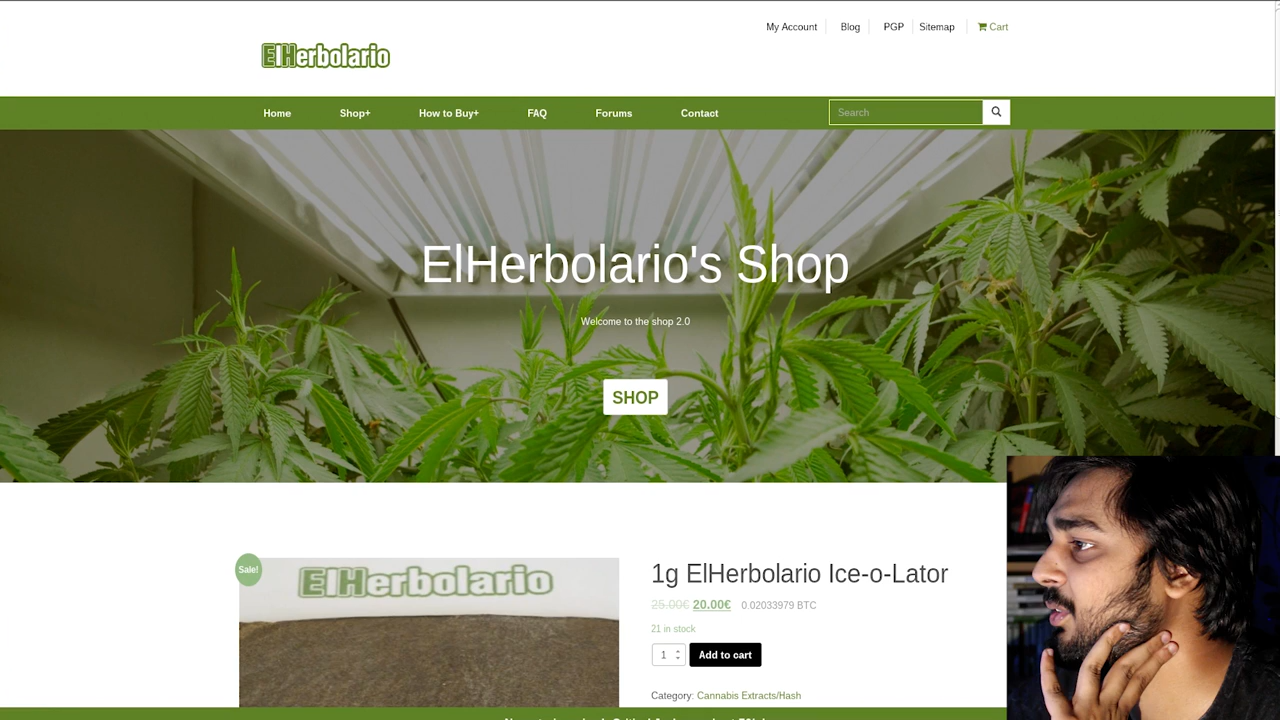 My Account
Blog
PGP
Sitemap
Cart
ElHerbolario
Home
Shop+
How to Buy+
FAQ
Forums
Contact
Search
ElHerbolario's Shop
Welcome to the shop 2.0
SHOP
Sale!
ElHerbolario
1g ElHerbolario Ice-o-Lator
25.00€ 20.00€ 0.02033979 BTC
21 in stock
1
Add to cart
Category: Cannabis Extracts/Hash